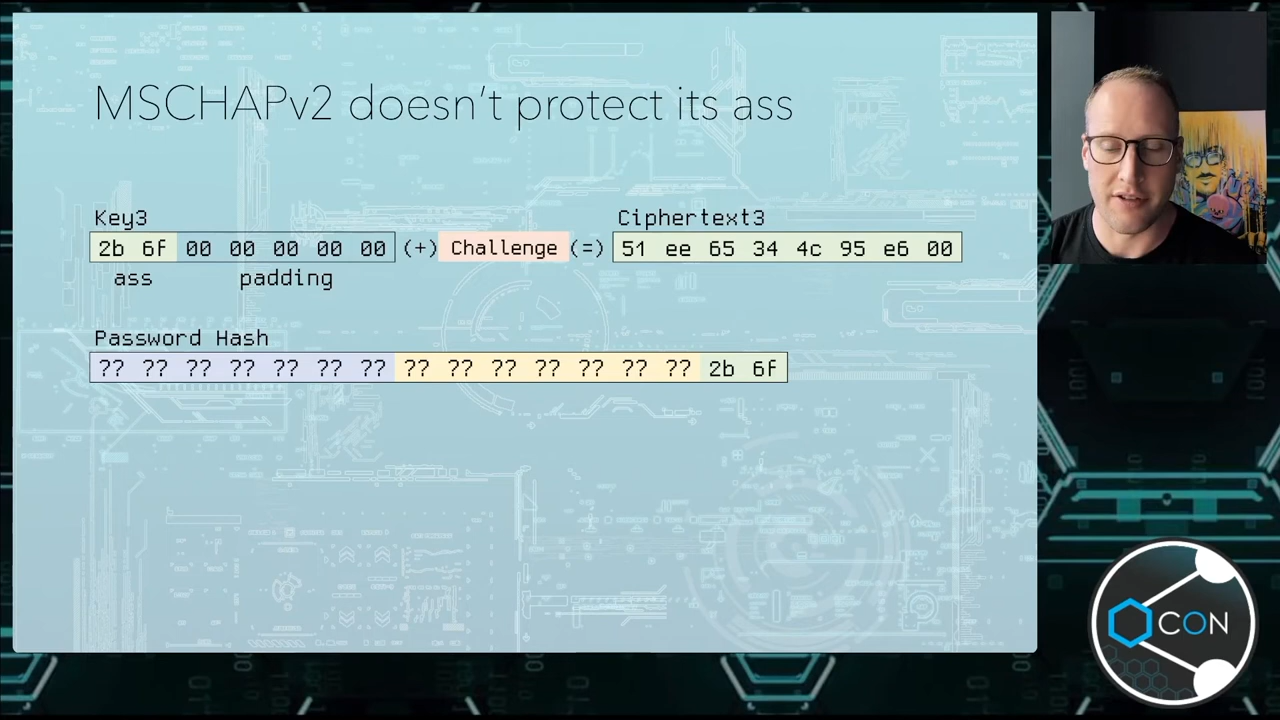 MSCHAPv2 doesn't protect its ass
Key3
Ciphertext3
2b 6f 00 00 00 00 00 (+) Challenge (=) 51 ee 65 34 4c 95 e6 00
ass padding
Password Hash
?? ?? ?? ?? ?? ?? ?? ?? ?? ?? ?? ?? ?? ?? 2b 6f
CON